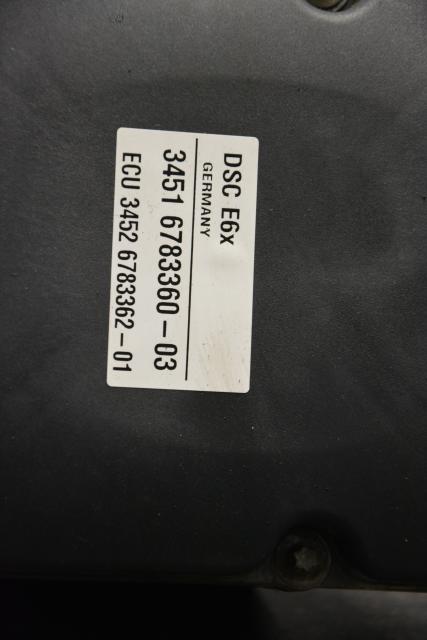 DSC E6x
GERMANY
3451 6783360-03
ECU 3452 6783362-01